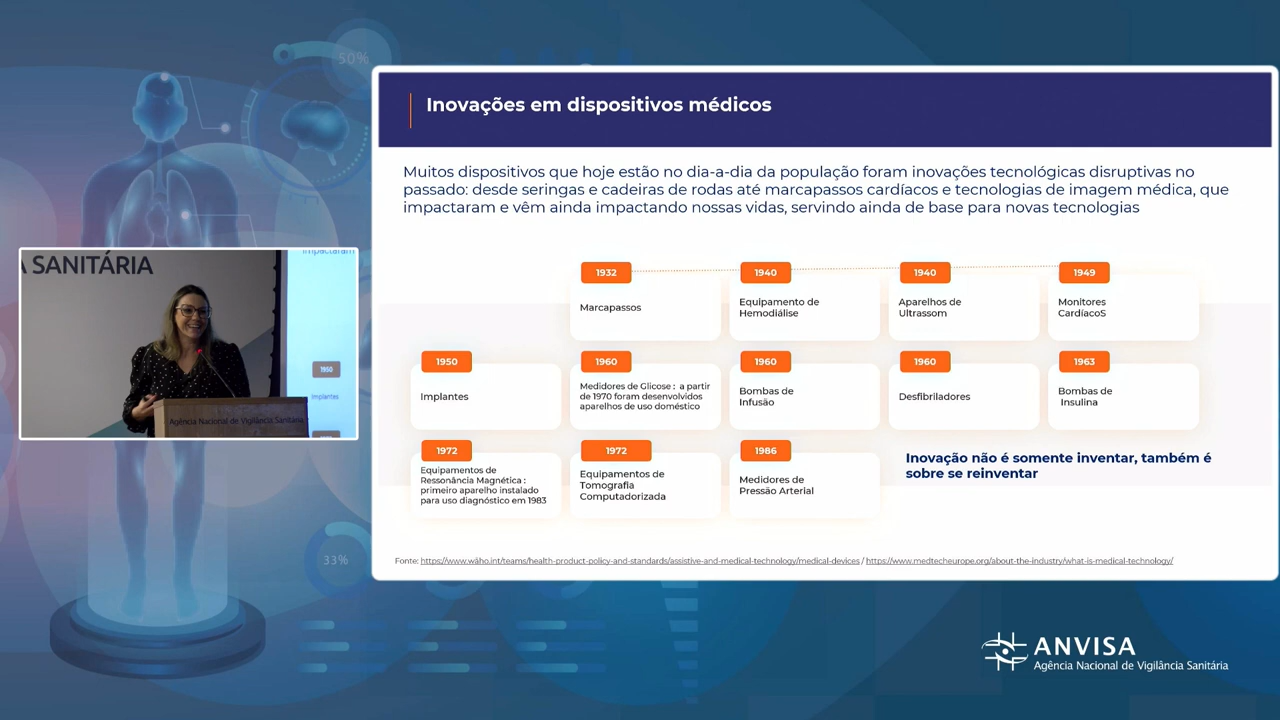 50%
Inovações em dispositivos médicos
Muitos dispositivos que hoje estão no dia-a-dia da população foram inovações tecnológicas disruptivas no
passado: desde seringas e cadeiras de rodas até marcapassos cardíacos e tecnologias de imagem médica, que
impactaram e vêm ainda impactando nossas vidas, servindo ainda de base para novas tecnologias
A SANITÁRIA
impactaram
1950
Implantes
Agência Nacional de Vigilância Sanitária
1932
Marcapassos
1940
Equipamento de
Hemodiálise
1940
Aparelhos de
Ultrassom
1949
Monitores
CardíacoS
1950
Implantes
1960
Medidores de Glicose : a partir
de 1970 foram desenvolvidos
aparelhos de uso doméstico
1960
Bombas de
Infusão
1960
Desfibriladores
1963
Bombas de
Insulina
1972
Equipamentos de
Ressonância Magnética :
primeiro aparelho instalado
para uso diagnóstico em 1983
1972
Equipamentos de
Tomografia
Computadorizada
1986
Medidores de
Pressão Arterial
Inovação não é somente inventar, também é
sobre se reinventar
Fonte: https://www.wāho.int/teams/health-product-policy-and-standards/assistive-and-medical-technology/medical-devices / https://www.medtecheurope.org/about-the-industry/what-is-medical-technology/
33%
ANVISA
Agência Nacional de Vigilância Sanitária